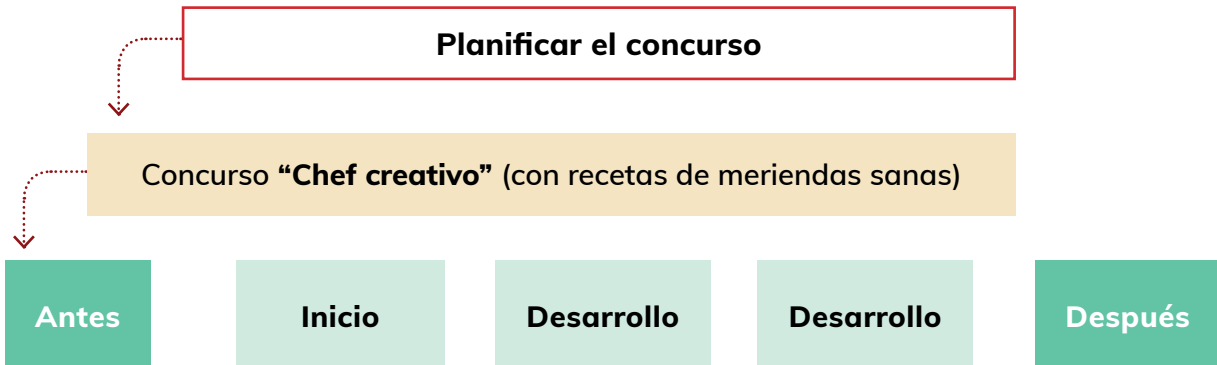 Planificar el concurso
Concurso “Chef creativo” (con recetas de meriendas sanas)
Antes
Inicio
Desarrollo
Desarrollo
Después